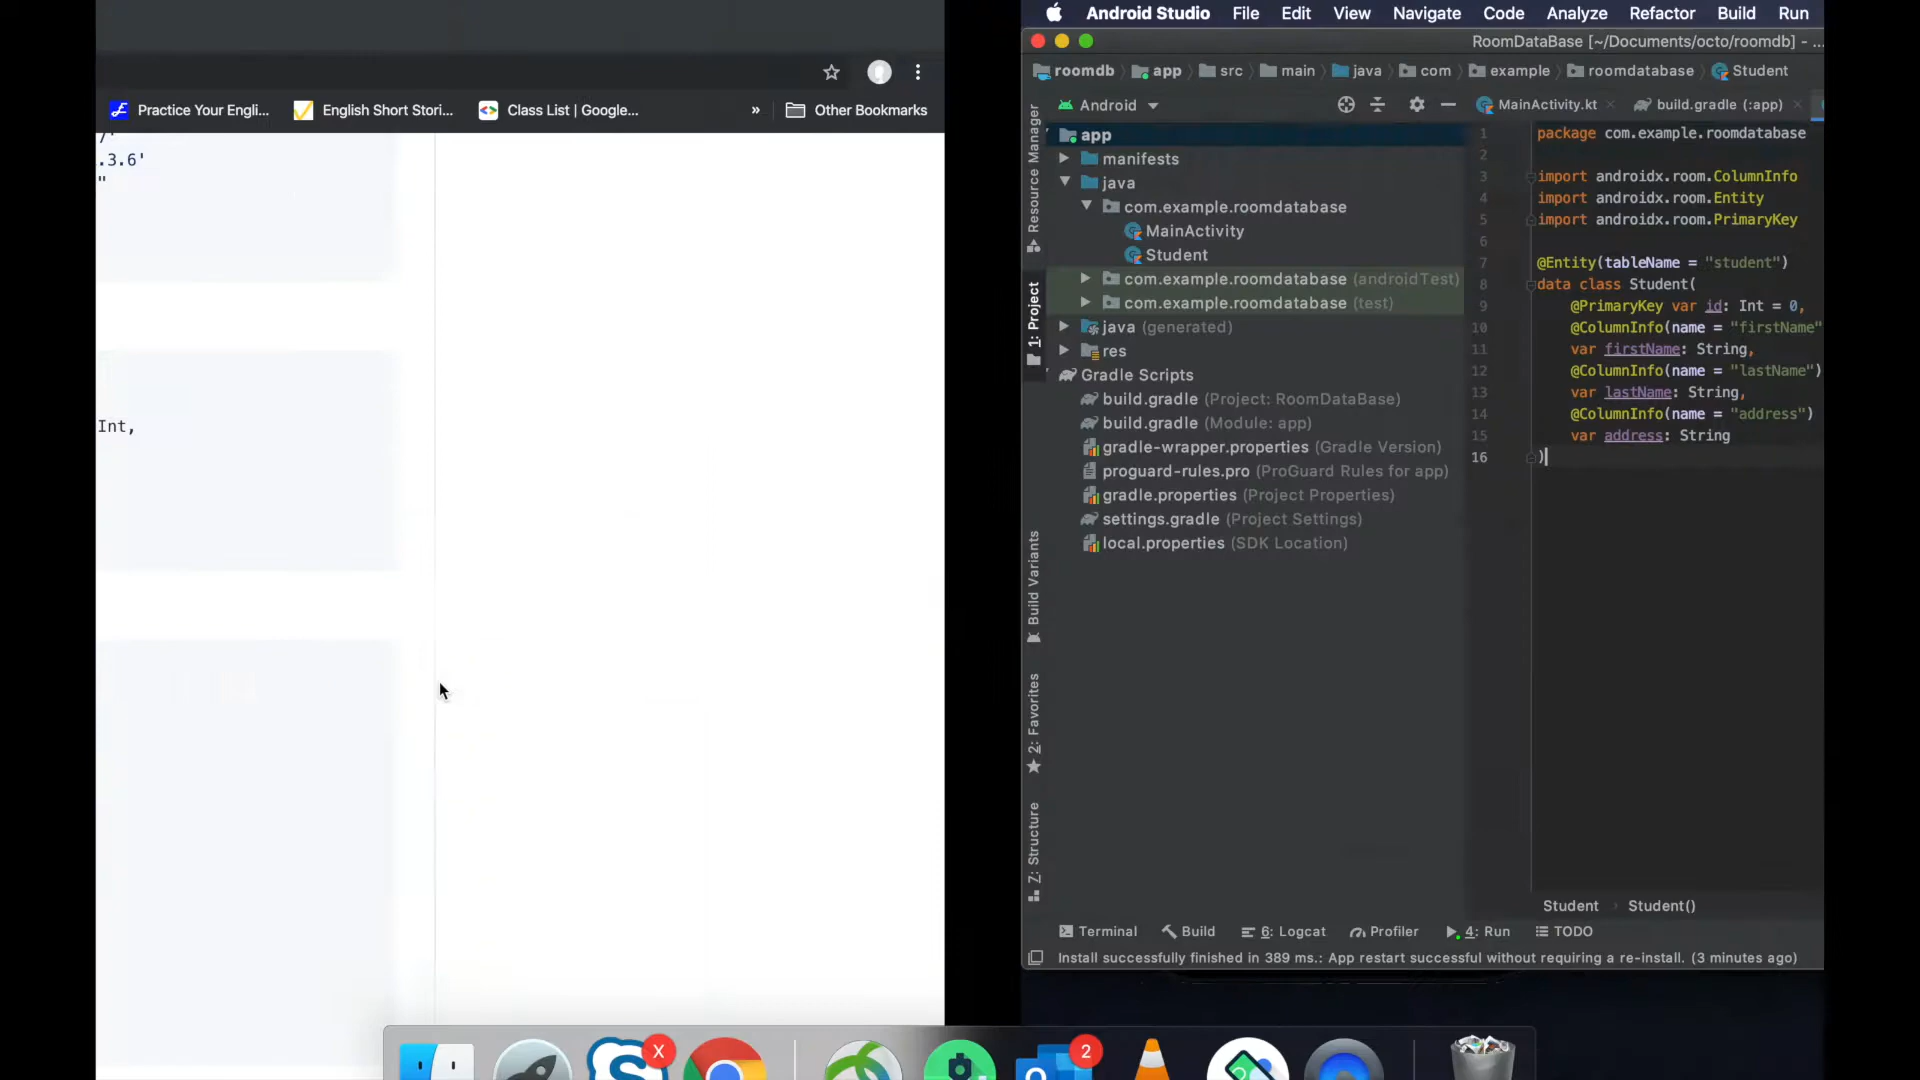 Practice Your Engli...
English Short Stori...
Class List | Google...
»
Other Bookmarks
.3.6'
"
Int,
Android Studio File Edit View Navigate Code Analyze Refactor Build Run
RoomDataBase [~/Documents/octo/roomdb] - ...
roomdb app src main java com example roomdatabase Student
Android
MainActivity.kt build.gradle (:app)
Resource Manager
1: Project
Build Variants
2: Favorites
7: Structure
app
manifests
java
com.example.roomdatabase
MainActivity
Student
com.example.roomdatabase (androidTest)
com.example.roomdatabase (test)
java (generated)
res
Gradle Scripts
build.gradle (Project: RoomDataBase)
build.gradle (Module: app)
gradle-wrapper.properties (Gradle Version)
proguard-rules.pro (ProGuard Rules for app)
gradle.properties (Project Properties)
settings.gradle (Project Settings)
local.properties (SDK Location)
1 package com.example.roomdatabase
2
3 import androidx.room.ColumnInfo
4 import androidx.room.Entity
5 import androidx.room.PrimaryKey
6
7 @Entity(tableName = "student")
8 data class Student(
9 @PrimaryKey var id: Int = 0,
10 @ColumnInfo(name = "firstName"
11 var firstName: String,
12 @ColumnInfo(name = "lastName")
13 var lastName: String,
14 @ColumnInfo(name = "address")
15 var address: String
16 )
Student Student()
Terminal Build 6: Logcat Profiler 4: Run TODO
Install successfully finished in 389 ms.: App restart successful without requiring a re-install. (3 minutes ago)
X
2